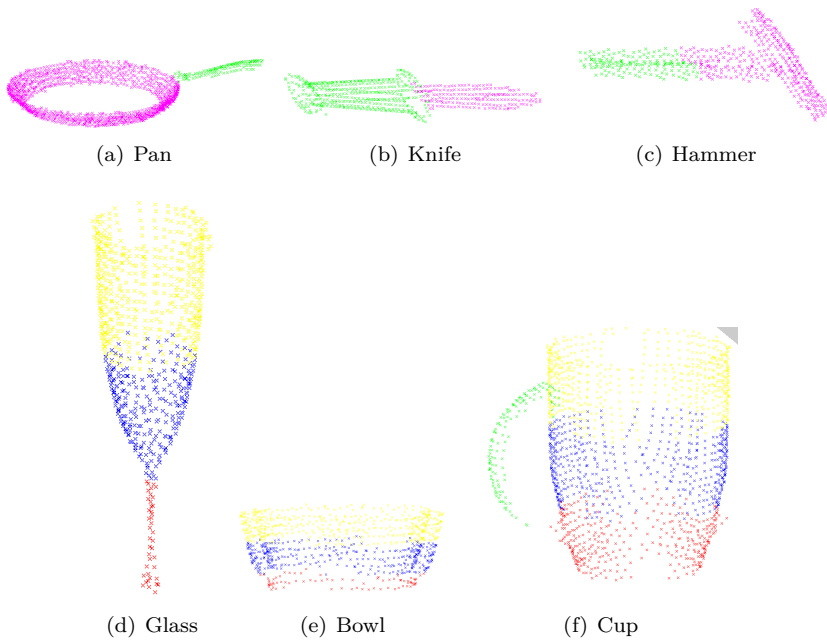 (a) Pan
(b) Knife
(c) Hammer
(d) Glass
(e) Bowl
(f) Cup